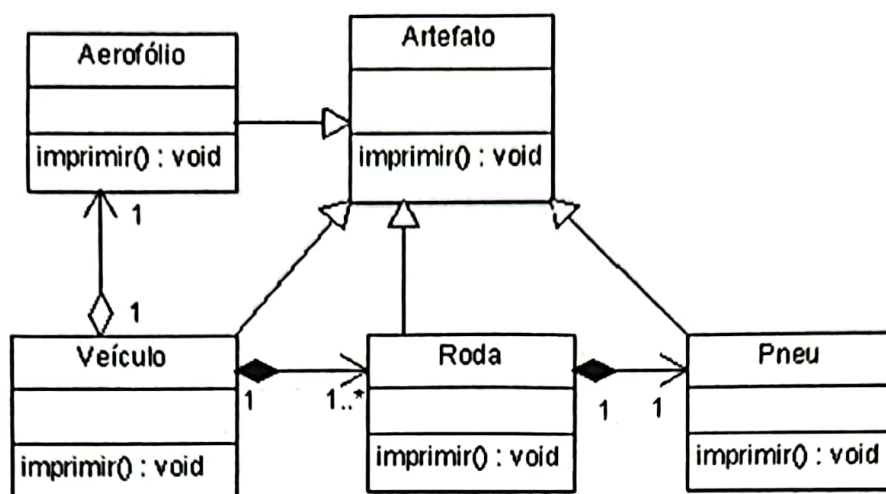 Aerofólio
imprimir() : void
Artefato
imprimir() : void
1
1
Veículo
imprimir() : void
1
1..*
Roda
imprimir() : void
1
1
Pneu
imprimir() : void